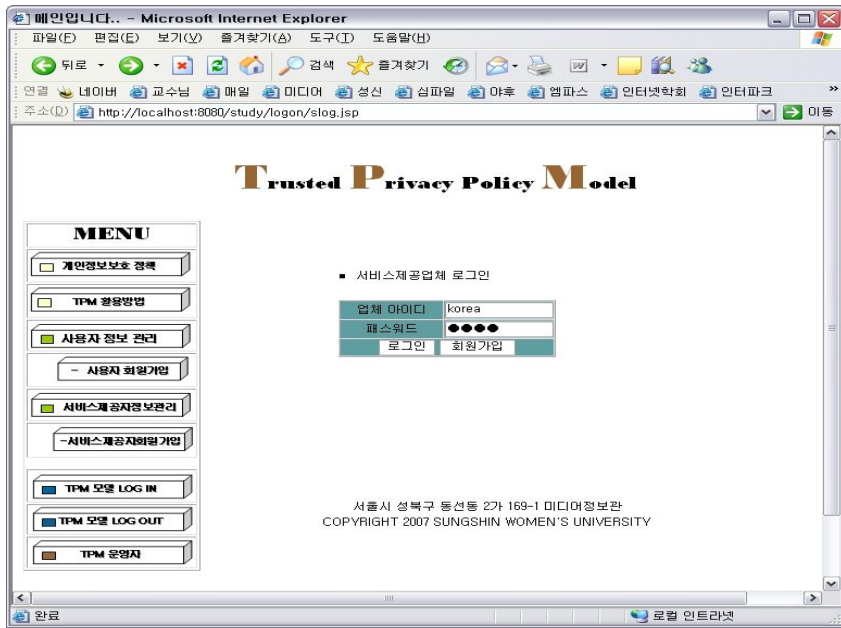 메인입니다.. - Microsoft Internet Explorer
파일(F) 편집(E) 보기(V) 즐겨찾기(A) 도구(T) 도움말(H)
뒤로 검색 즐겨찾기
연결 네이버 교수님 매일 미디어 성신 심파일 야후 엠파스 인터넷학회 인터파크 »
주소(D) http://localhost:8080/study/logon/slog.jsp 이동
Trusted Privacy Policy Model
MENU
개인정보보호 정책
TPM 활용방법
사용자 정보 관리
- 사용자 회원가입
서비스제공자정보관리
-서비스제공자회원가입
TPM 모델 LOG IN
TPM 모델 LOG OUT
TPM 운영자
▪ 서비스제공업체 로그인
업체 아이디 korea
패스워드 ●●●●
로그인 회원가입
서울시 성북구 동선동 2가 169-1 미디어정보관
COPYRIGHT 2007 SUNGSHIN WOMEN'S UNIVERSITY
완료 로컬 인트라넷